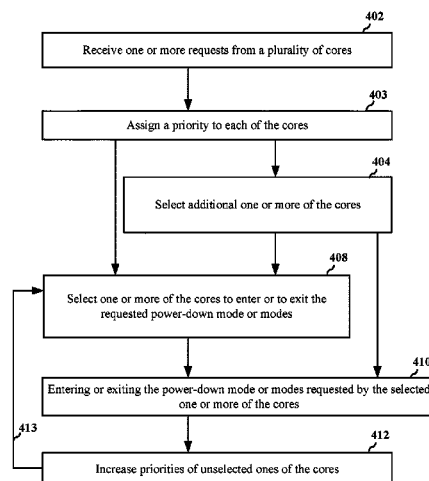 402
Receive one or more requests from a plurality of cores
403
Assign a priority to each of the cores
404
Select additional one or more of the cores
408
Select one or more of the cores to enter or to exit the
requested power-down mode or modes
410
Entering or exiting the power-down mode or modes requested by the selected
one or more of the cores
413
412
Increase priorities of unselected ones of the cores